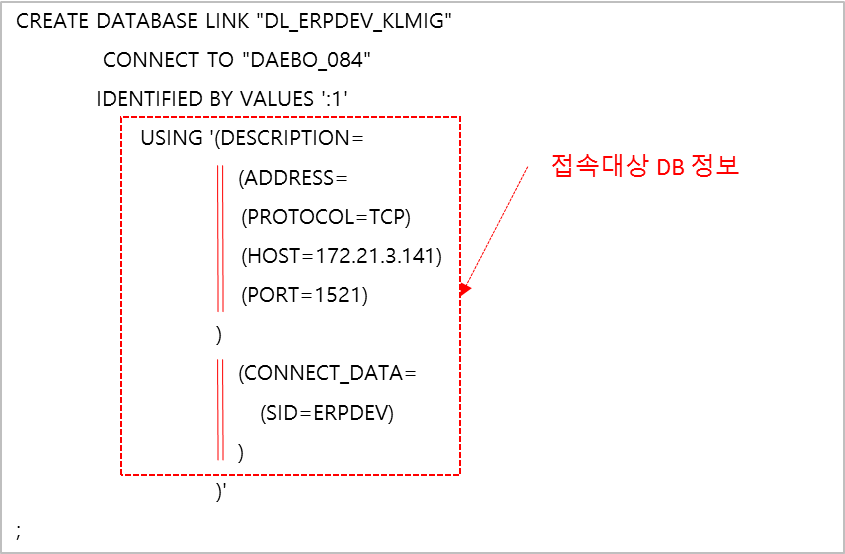 CREATE DATABASE LINK "DL_ERPDEV_KLMIG"
CONNECT TO "DAEBO_084"
IDENTIFIED BY VALUES ':1'
USING '(DESCRIPTION=
(ADDRESS=
(PROTOCOL=TCP)
(HOST=172.21.3.141)
(PORT=1521)
)
(CONNECT_DATA=
(SID=ERPDEV)
)
)'
;
접속대상 DB 정보